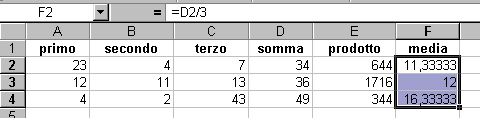 F2 = =D2/3
A B C D E F
1 primo secondo terzo somma prodotto media
2 23 4 7 34 644 11,33333
3 12 11 13 36 1716 12
4 4 2 43 49 344 16,33333
5